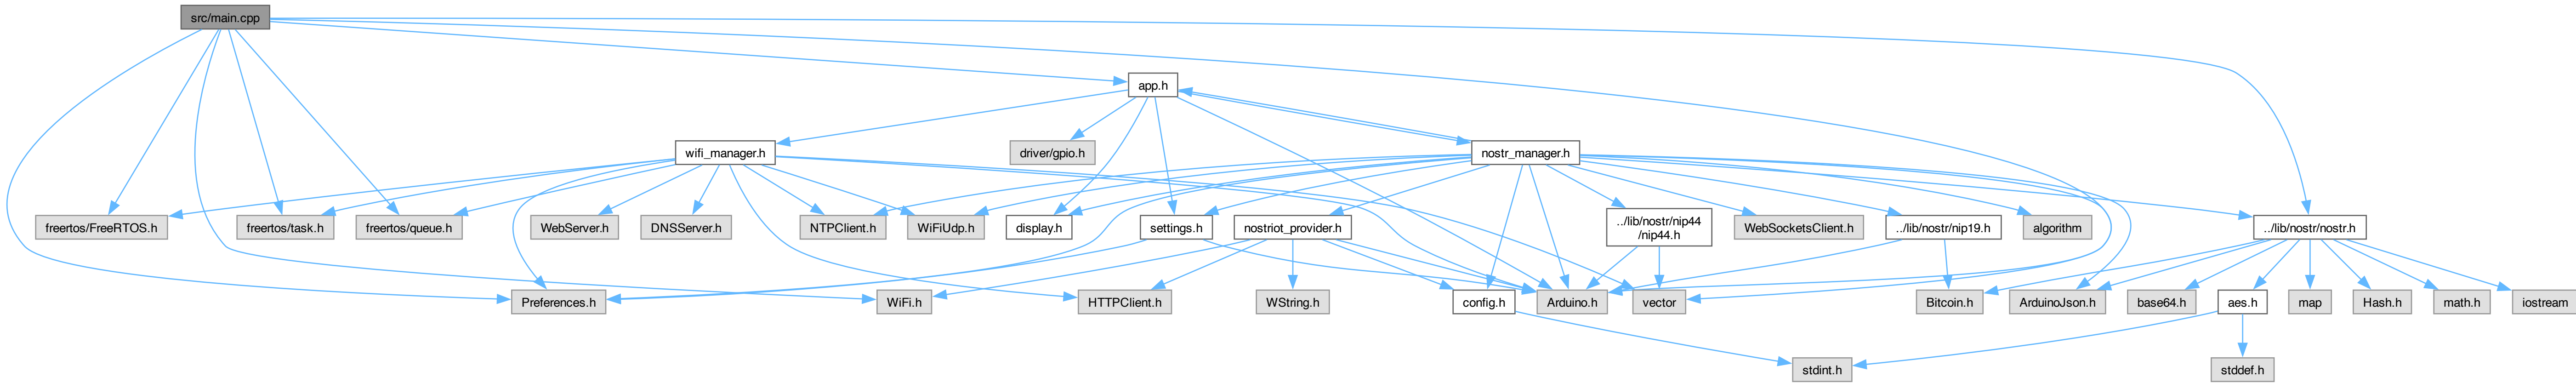 src/main.cpp
app.h
wifi_manager.h
driver/gpio.h
nostr_manager.h
freertos/FreeRTOS.h
freertos/task.h
freertos/queue.h
WebServer.h
DNSServer.h
NTPClient.h
WiFiUdp.h
display.h
settings.h
nostriot_provider.h
../lib/nostr/nip44
/nip44.h
WebSocketsClient.h
../lib/nostr/nip19.h
algorithm
../lib/nostr/nostr.h
Preferences.h
WiFi.h
HTTPClient.h
WString.h
config.h
Arduino.h
vector
Bitcoin.h
ArduinoJson.h
base64.h
aes.h
map
Hash.h
math.h
iostream
stdint.h
stddef.h